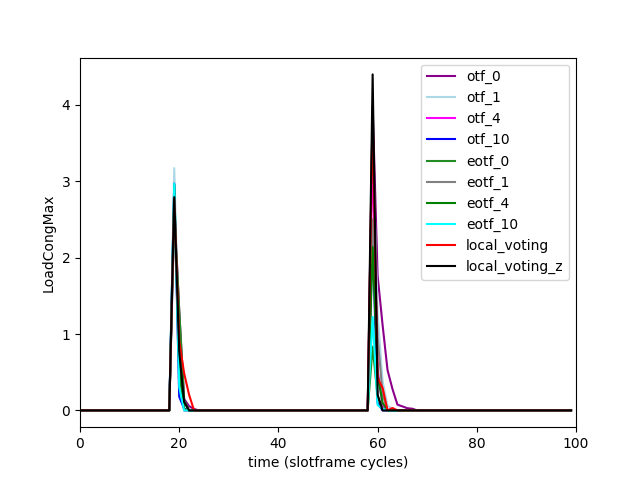 LoadCongMax
4
3
2
1
0
0
20
40
60
80
100
time (slotframe cycles)
otf_0
otf_1
otf_4
otf_10
eotf_0
eotf_1
eotf_4
eotf_10
local_voting
local_voting_z